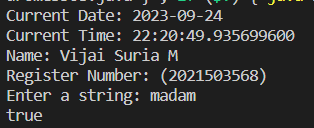 Current Date: 2023-09-24
Current Time: 22:20:49.935699600
Name: Vijai Suria M
Register Number: (2021503568)
Enter a string: madam
true